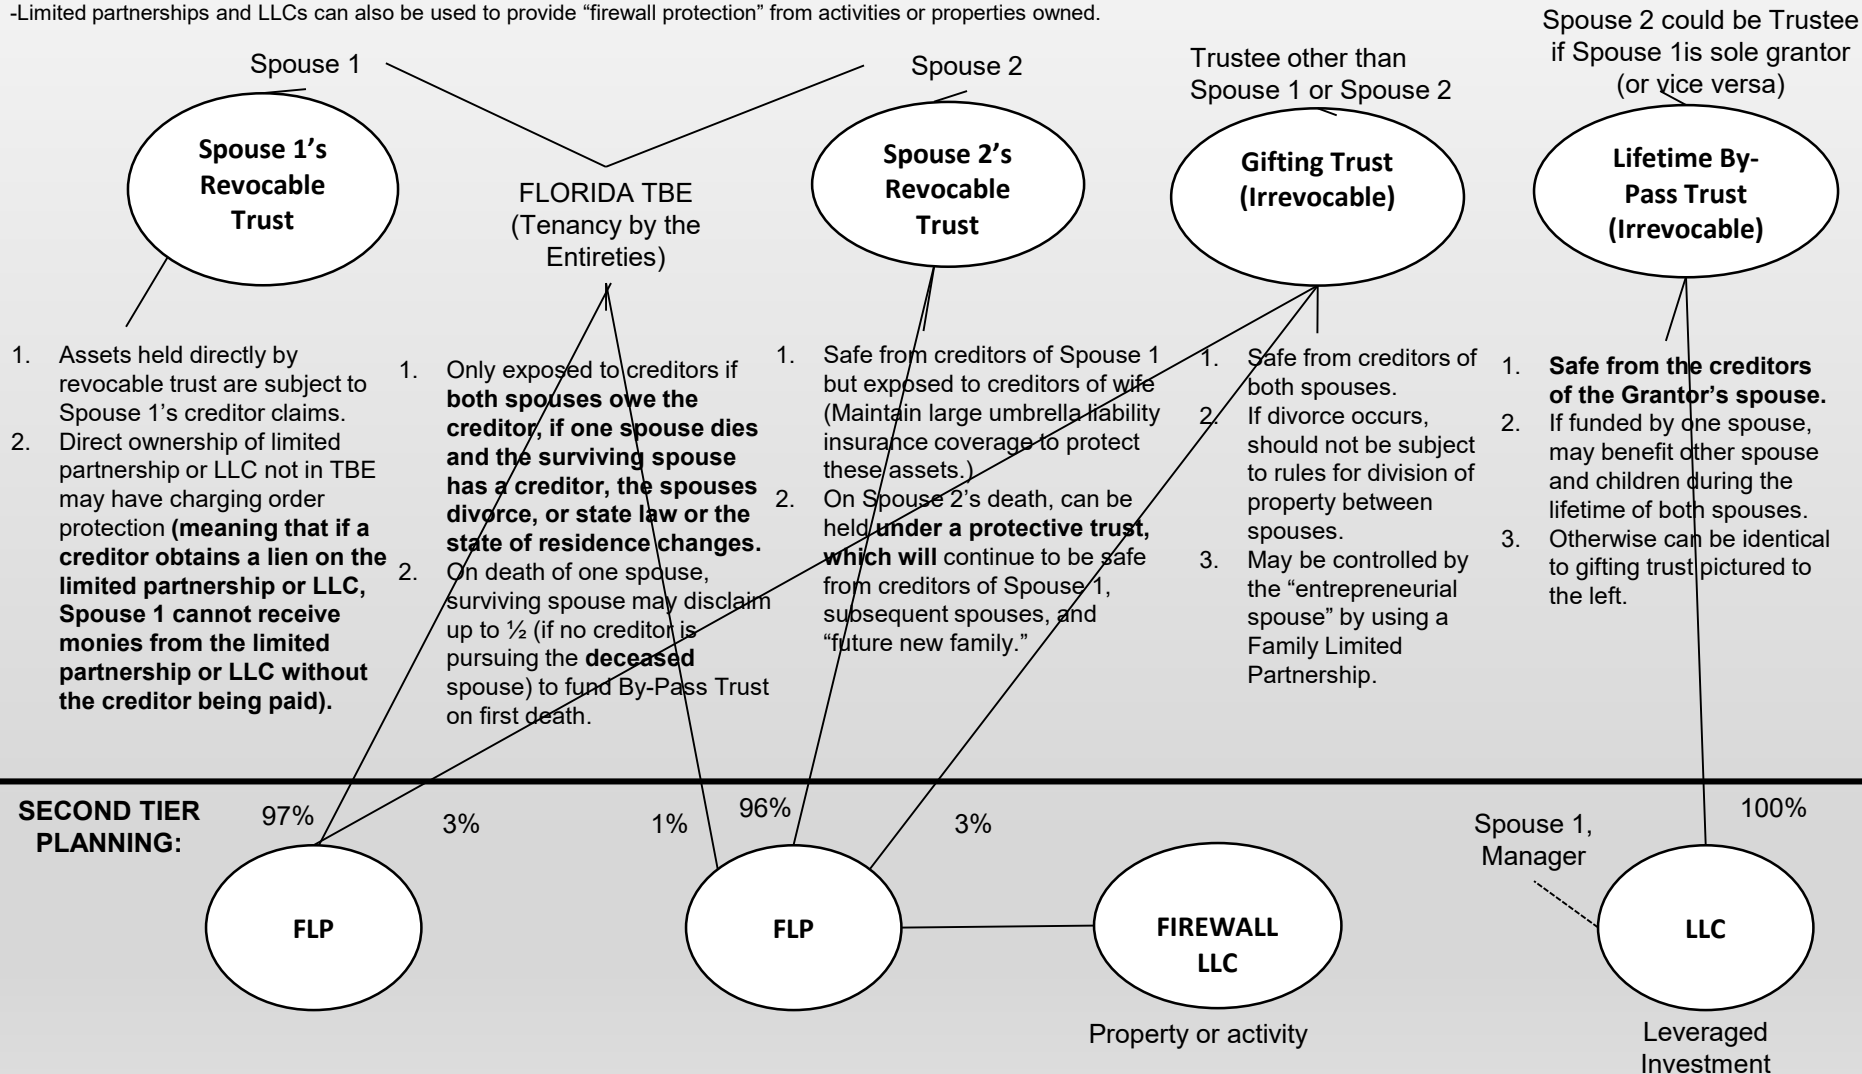 -Limited partnerships and LLCs can also be used to provide “firewall protection” from activities or properties owned.
Spouse 1
Spouse 2
Trustee other than
Spouse 1 or Spouse 2
Spouse 2 could be Trustee
if Spouse 1is sole grantor
(or vice versa)
Spouse 1’s
Revocable
Trust
FLORIDA TBE
(Tenancy by the
Entireties)
Spouse 2’s
Revocable
Trust
Gifting Trust
(Irrevocable)
Lifetime By-
Pass Trust
(Irrevocable)
1. Assets held directly by
revocable trust are subject to
Spouse 1’s creditor claims.
2. Direct ownership of limited
partnership or LLC not in TBE
may have charging order
protection (meaning that if a
creditor obtains a lien on the
limited partnership or LLC,
Spouse 1 cannot receive
monies from the limited
partnership or LLC without
the creditor being paid).
1. Only exposed to creditors if
both spouses owe the
creditor, if one spouse dies
and the surviving spouse
has a creditor, the spouses
divorce, or state law or the
state of residence changes.
2. On death of one spouse,
surviving spouse may disclaim
up to ½ (if no creditor is
pursuing the deceased
spouse) to fund By-Pass Trust
on first death.
1. Safe from creditors of Spouse 1
but exposed to creditors of wife
(Maintain large umbrella liability
insurance coverage to protect
these assets.)
2. On Spouse 2’s death, can be
held under a protective trust,
which will continue to be safe
from creditors of Spouse 1,
subsequent spouses, and
“future new family.”
1. Safe from creditors of
both spouses.
2. If divorce occurs,
should not be subject
to rules for division of
property between
spouses.
3. May be controlled by
the “entrepreneurial
spouse” by using a
Family Limited
Partnership.
1. Safe from the creditors
of the Grantor’s spouse.
2. If funded by one spouse,
may benefit other spouse
and children during the
lifetime of both spouses.
3. Otherwise can be identical
to gifting trust pictured to
the left.
SECOND TIER
PLANNING:
97%
3%
1%
96%
3%
100%
Spouse 1,
Manager
FLP
FLP
FIREWALL
LLC
LLC
Property or activity
Leveraged
Investment